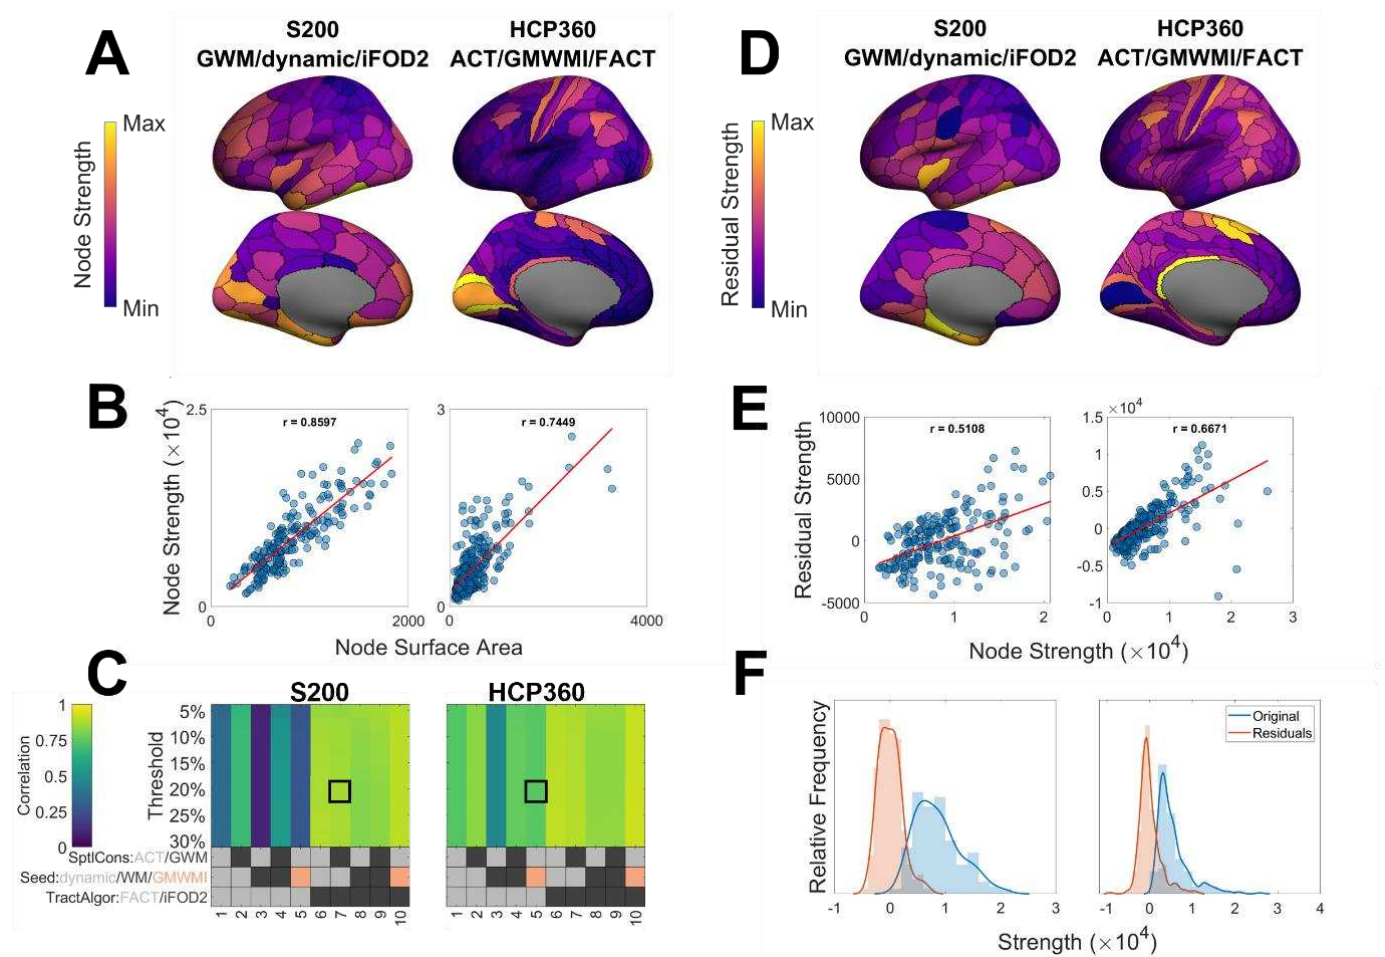 A
S200
GWM/dynamic/iFOD2
HCP360
ACT/GMWMI/FACT
Node Strength
Max
Min
D
S200
GWM/dynamic/iFOD2
HCP360
ACT/GMWMI/FACT
Residual Strength
Max
Min
B
Node Strength (×10⁴)
2.5
0
r = 0.8597
0
2000
3
0
r = 0.7449
0
4000
Node Surface Area
E
Residual Strength
10000
5000
0
-5000
r = 0.5108
0
1
2
1.5 ×10⁴
1
0.5
0
-0.5
-1
r = 0.6671
0
1
2
3
Node Strength (×10⁴)
C
S200
HCP360
Correlation
1
0.75
0.5
0.25
0
Threshold
5%
10%
15%
20%
25%
30%
SptlCons:ACT/GWM
Seed:dynamic/WM/GMWMI
TractAlgor:FACT/iFOD2
1 2 3 4 5 6 7 8 9 10
1 2 3 4 5 6 7 8 9 10
F
Relative Frequency
Original
Residuals
-1 0 1 2 3
-1 0 1 2 3 4
Strength (×10⁴)